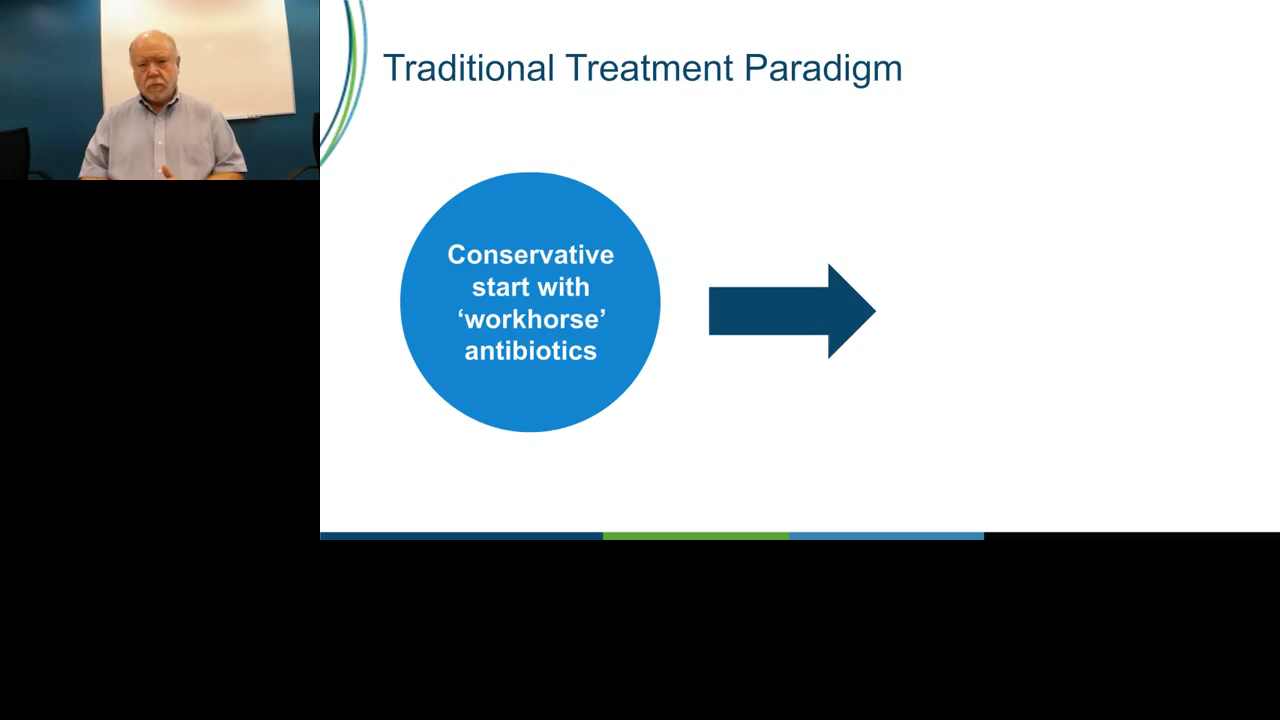 Traditional Treatment Paradigm
Conservative
start with
‘workhorse’
antibiotics